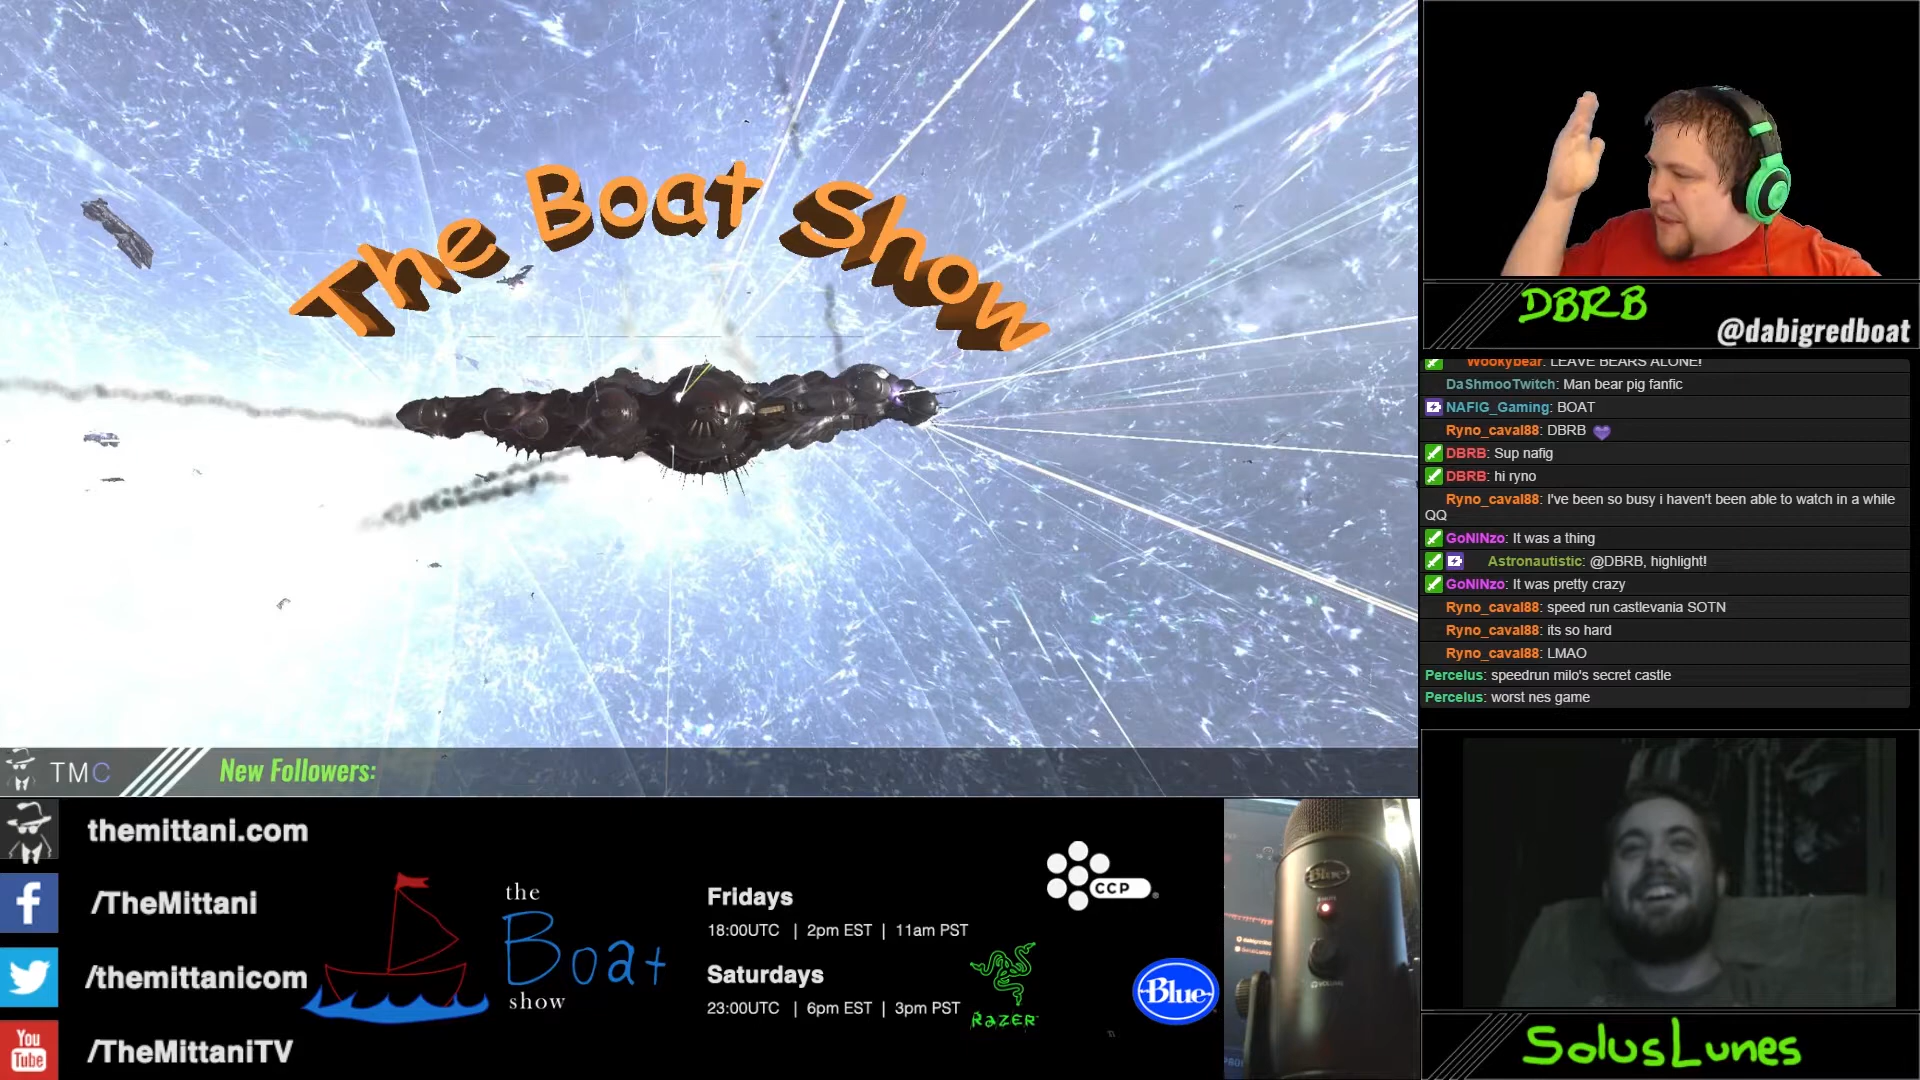 The Boat Show
DBRB
@dabigredboat
Wookybear: LEAVE BEARS ALONE!
DaShmooTwitch: Man bear pig fanfic
NAFIG_Gaming: BOAT
Ryno_caval88: DBRB
DBRB: Sup nafig
DBRB: hi ryno
Ryno_caval88: I've been so busy i haven't been able to watch in a while
QQ
GoNINzo: It was a thing
Astronautistic: @DBRB, highlight!
GoNINzo: It was pretty crazy
Ryno_caval88: speed run castlevania SOTN
Ryno_caval88: its so hard
Ryno_caval88: LMAO
Percelus: speedrun milo's secret castle
Percelus: worst nes game
TMC
New Followers:
themittani.com
/TheMittani
/themittanicom
You
Tube
/TheMittaniTV
the
Boat
show
Fridays
18:00UTC | 2pm EST | 11am PST
Saturdays
23:00UTC | 6pm EST | 3pm PST
CCP
RAZER
Blue
Blue
VOLUME
SolusLunes